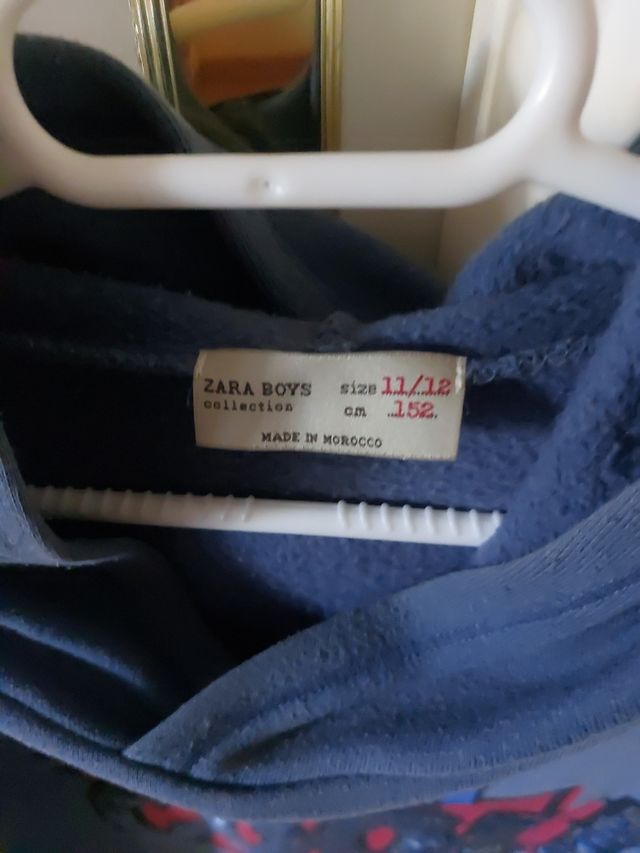 ZARA BOYS size 11/12
collection cm 152
MADE IN MOROCCO